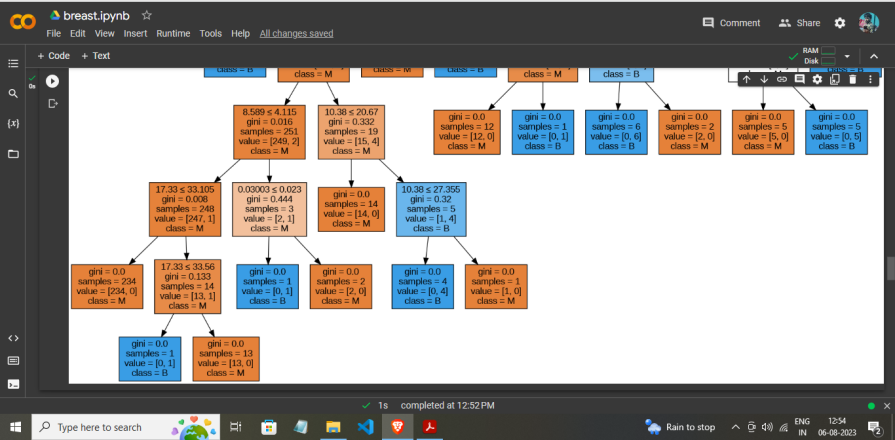 breast.ipynb
File Edit View Insert Runtime Tools Help All changes saved
Comment Share
+ Code + Text
RAM
Disk
0s
{x}
class = B
class = M
class = M
class = B
class = M
class = B
8.589 ≤ 4.115
gini = 0.016
samples = 251
value = [249, 2]
class = M
10.38 ≤ 20.67
gini = 0.332
samples = 19
value = [15, 4]
class = M
gini = 0.0
samples = 12
value = [12, 0]
class = M
gini = 0.0
samples = 1
value = [0, 1]
class = B
gini = 0.0
samples = 6
value = [0, 6]
class = B
gini = 0.0
samples = 2
value = [2, 0]
class = M
gini = 0.0
samples = 5
value = [5, 0]
class = M
gini = 0.0
samples = 5
value = [0, 5]
class = B
17.33 ≤ 33.105
gini = 0.008
samples = 248
value = [247, 1]
class = M
0.03003 ≤ 0.023
gini = 0.444
samples = 3
value = [2, 1]
class = M
gini = 0.0
samples = 14
value = [14, 0]
class = M
10.38 ≤ 27.355
gini = 0.32
samples = 5
value = [1, 4]
class = B
gini = 0.0
samples = 234
value = [234, 0]
class = M
17.33 ≤ 33.56
gini = 0.133
samples = 14
value = [13, 1]
class = M
gini = 0.0
samples = 1
value = [0, 1]
class = B
gini = 0.0
samples = 2
value = [2, 0]
class = M
gini = 0.0
samples = 4
value = [0, 4]
class = B
gini = 0.0
samples = 1
value = [1, 0]
class = M
gini = 0.0
samples = 1
value = [0, 1]
class = B
gini = 0.0
samples = 13
value = [13, 0]
class = M
1s completed at 12:52 PM
Type here to search
Rain to stop
ENG
IN
12:54
06-08-2023
2